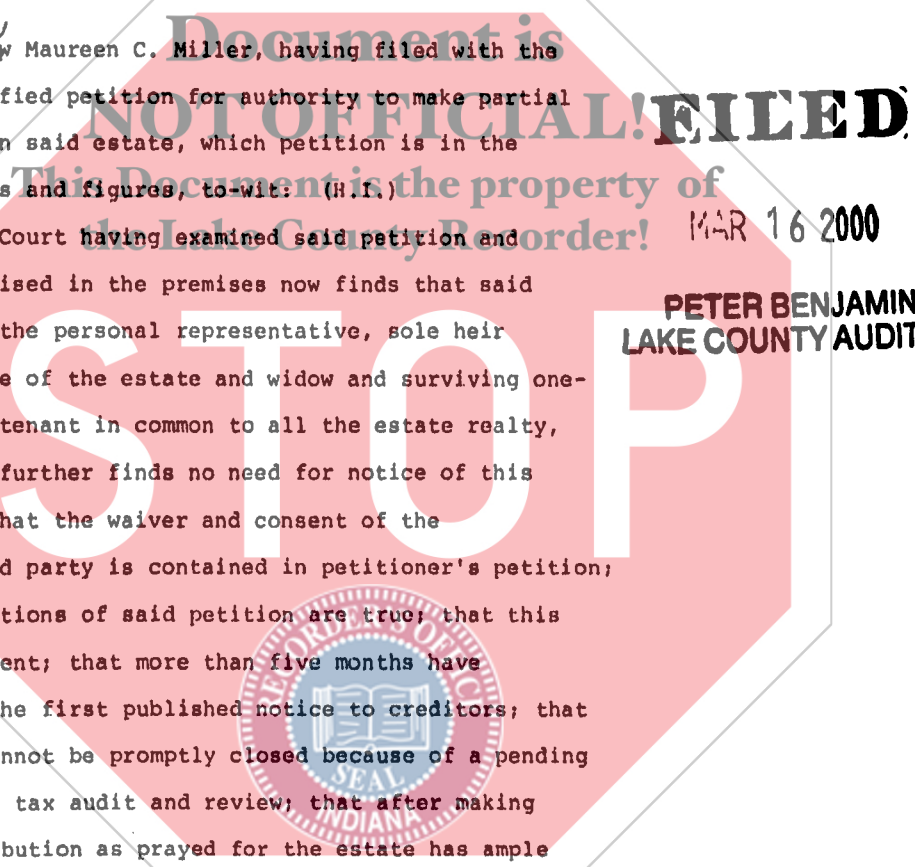 w Maureen C. Miller, having filed with the
fied petition for authority to make partial
n said estate, which petition is in the
s and figures, to-wit: (H.I.)
Court having examined said petition and
ised in the premises now finds that said
the personal representative, sole heir
e of the estate and widow and surviving one-
tenant in common to all the estate realty,
further finds no need for notice of this
hat the waiver and consent of the
d party is contained in petitioner's petition;
tions of said petition are true; that this
ent; that more than five months have
he first published notice to creditors; that
nnot be promptly closed because of a pending
tax audit and review; that after making
bution as prayed for the estate has ample
Document is
NOT OFFICIAL!
This Document is the property of
the Lake County Recorder!
STOP
FILED
MAR 16 2000
PETER BENJAMIN
LAKE COUNTY AUDIT
RECORDER'S OFFIC
SEAL
INDIANA